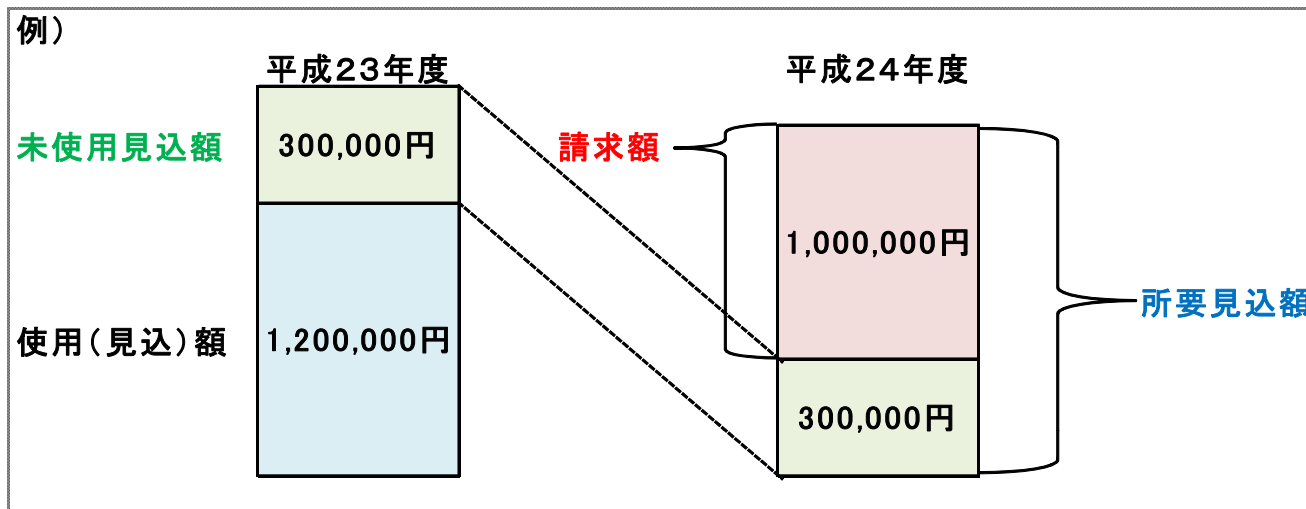 例）
平成２３年度
平成２４年度
未使用見込額
300,000円
請求額
1,000,000円
所要見込額
使用（見込）額
1,200,000円
300,000円